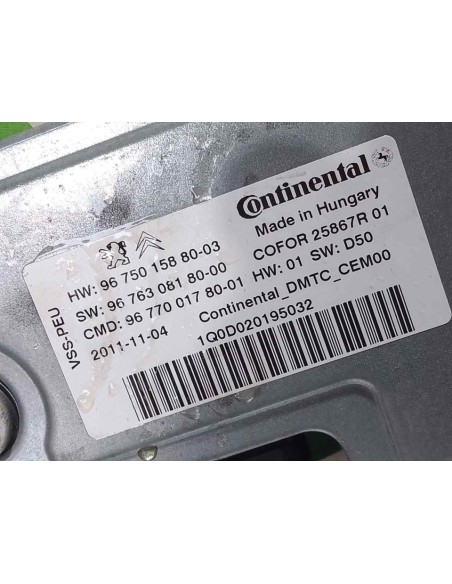 Continental
Made in Hungary
COFOR 25867R 01
HW: 01 SW: D50
Continental_DMTC_CEM00
1Q0D020195032
VSS-PEU
HW: 96 750 158 80-03
SW: 96 763 081 80-00
CMD: 96 770 017 80-01
2011-11-04